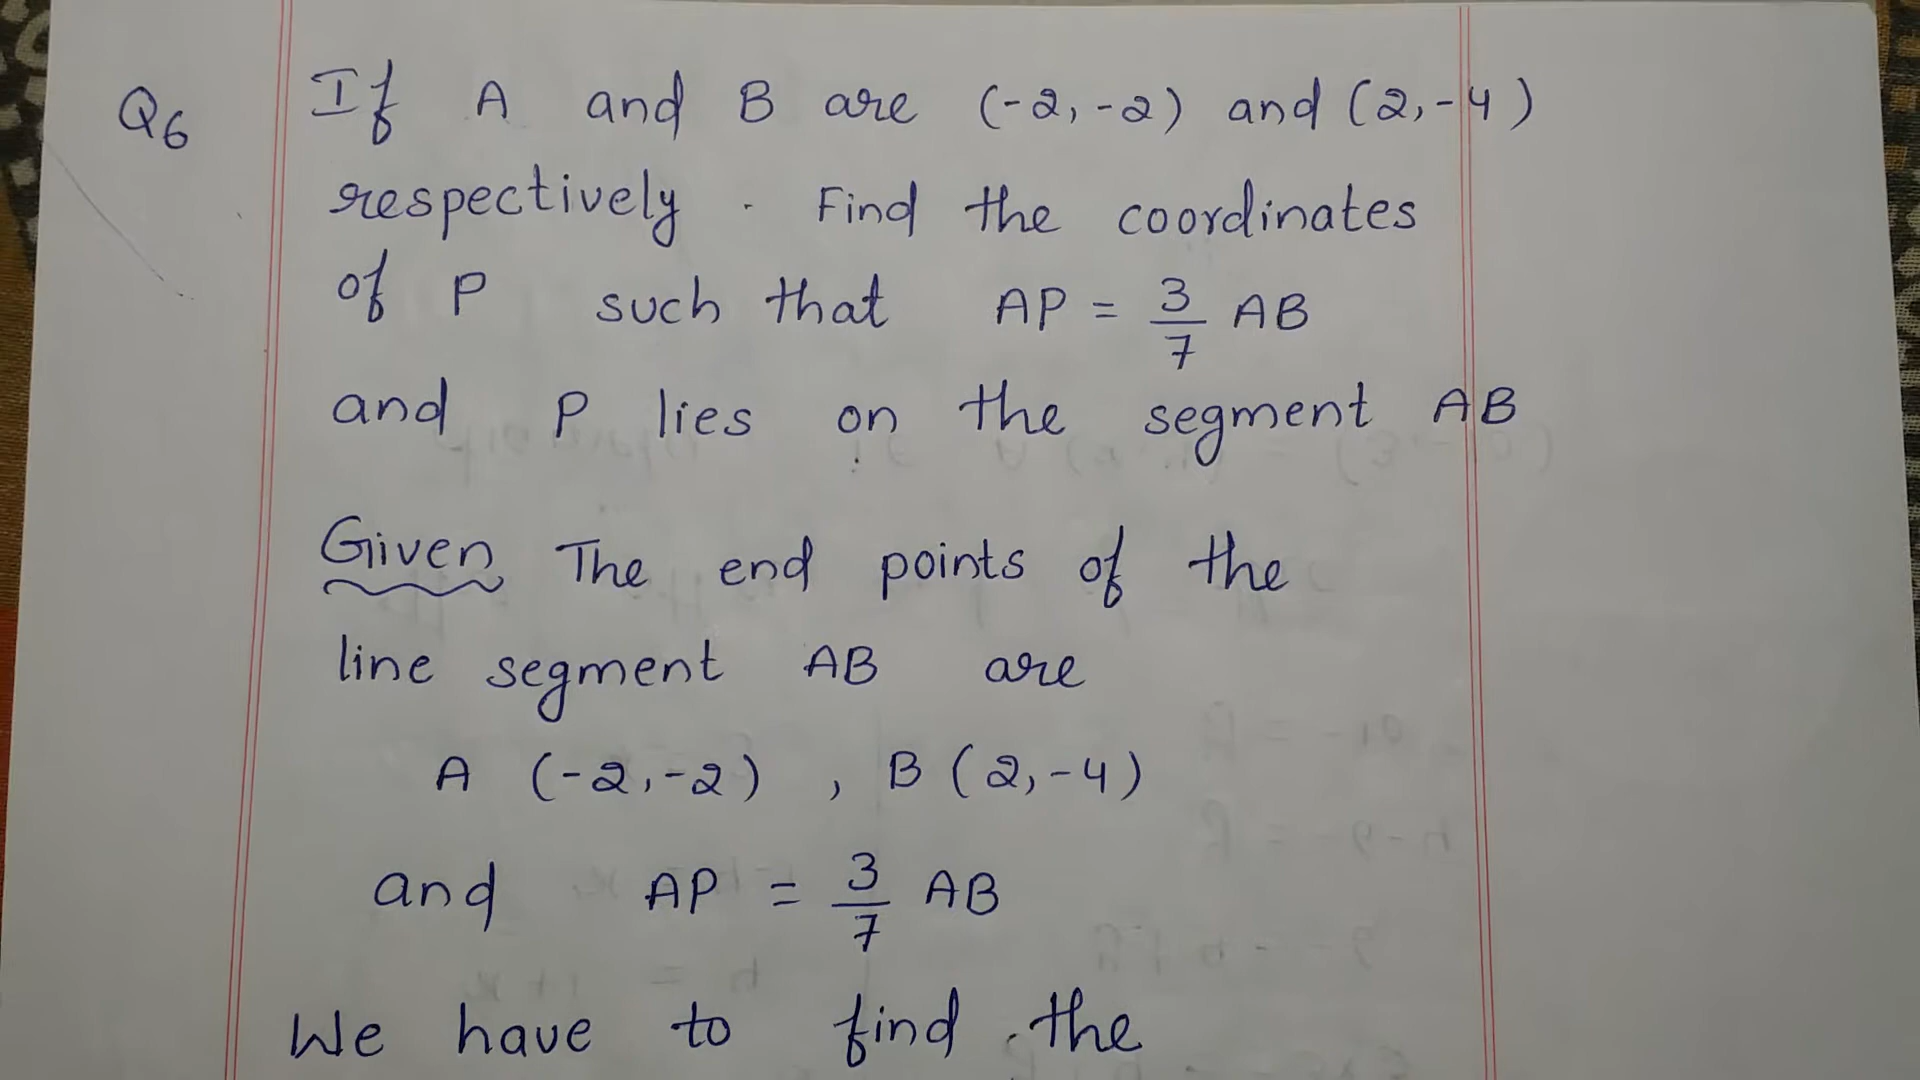 Q6 If A and B are (-2, -2) and (2, -4)
respectively. Find the coordinates
of P such that AP = 3/7 AB
and P lies on the segment AB
Given The end points of the
line segment AB are
A (-2, -2) , B (2, -4)
and AP = 3/7 AB
We have to find the